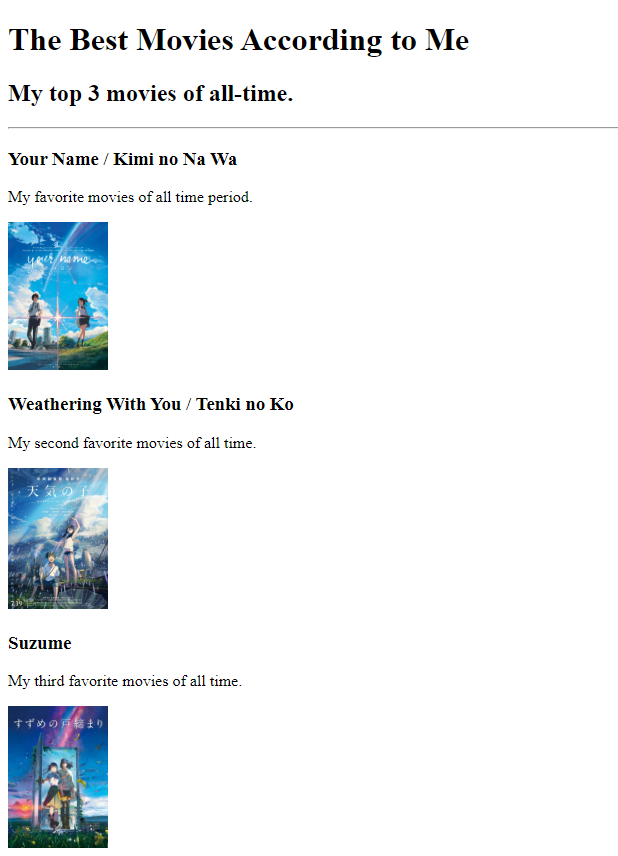 The Best Movies According to Me
My top 3 movies of all-time.
Your Name / Kimi no Na Wa
My favorite movies of all time period.
your name
Weathering With You / Tenki no Ko
My second favorite movies of all time.
天気の子
7.19
Suzume
My third favorite movies of all time.
すずめの戸締まり